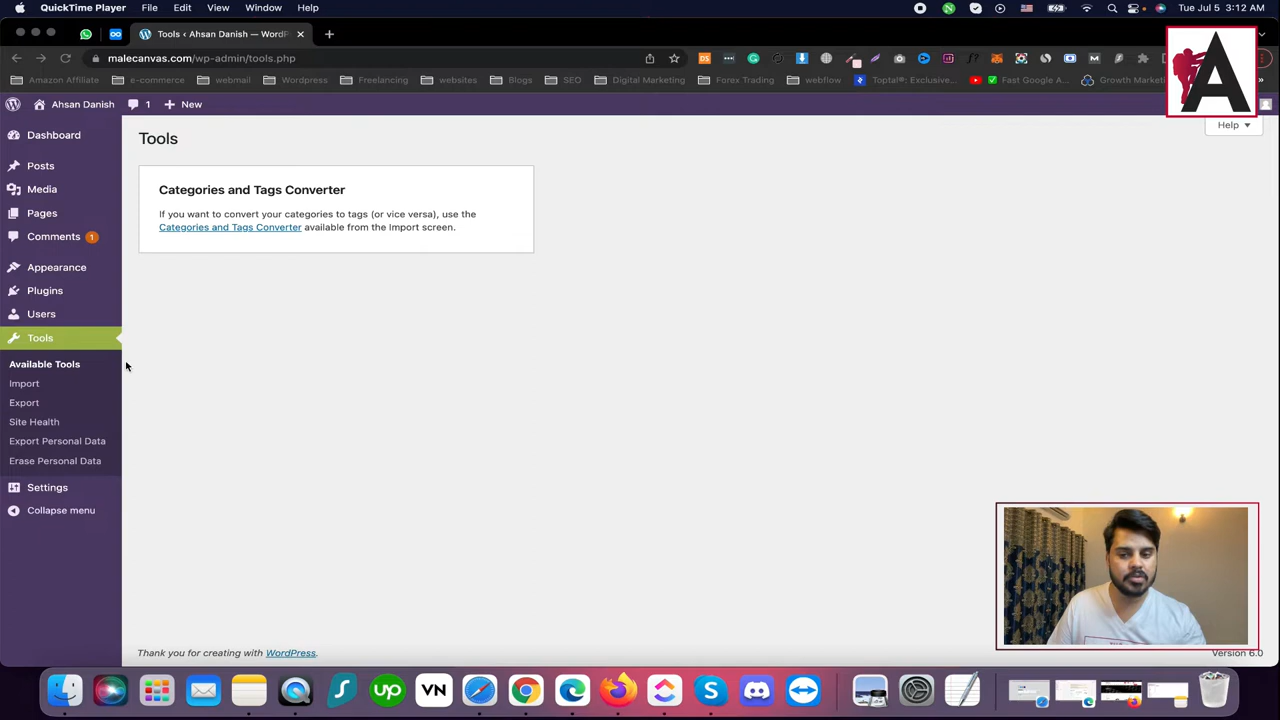 QuickTime Player File Edit View Window Help
Tue Jul 5 3:12 AM
Tools ‹ Ahsan Danish — WordPr
malecanvas.com/wp-admin/tools.php
Amazon Affiliate e-commerce webmail Wordpress Freelancing websites Blogs SEO Digital Marketing Forex Trading webflow Toptal®: Exclusive... Fast Google A... Growth Market
Ahsan Danish 1 New
Help
Dashboard
Posts
Media
Pages
Comments 1
Appearance
Plugins
Users
Tools
Available Tools
Import
Export
Site Health
Export Personal Data
Erase Personal Data
Settings
Collapse menu
Tools
Categories and Tags Converter
If you want to convert your categories to tags (or vice versa), use the
Categories and Tags Converter available from the Import screen.
Thank you for creating with WordPress.
Version 6.0
A
up
VN